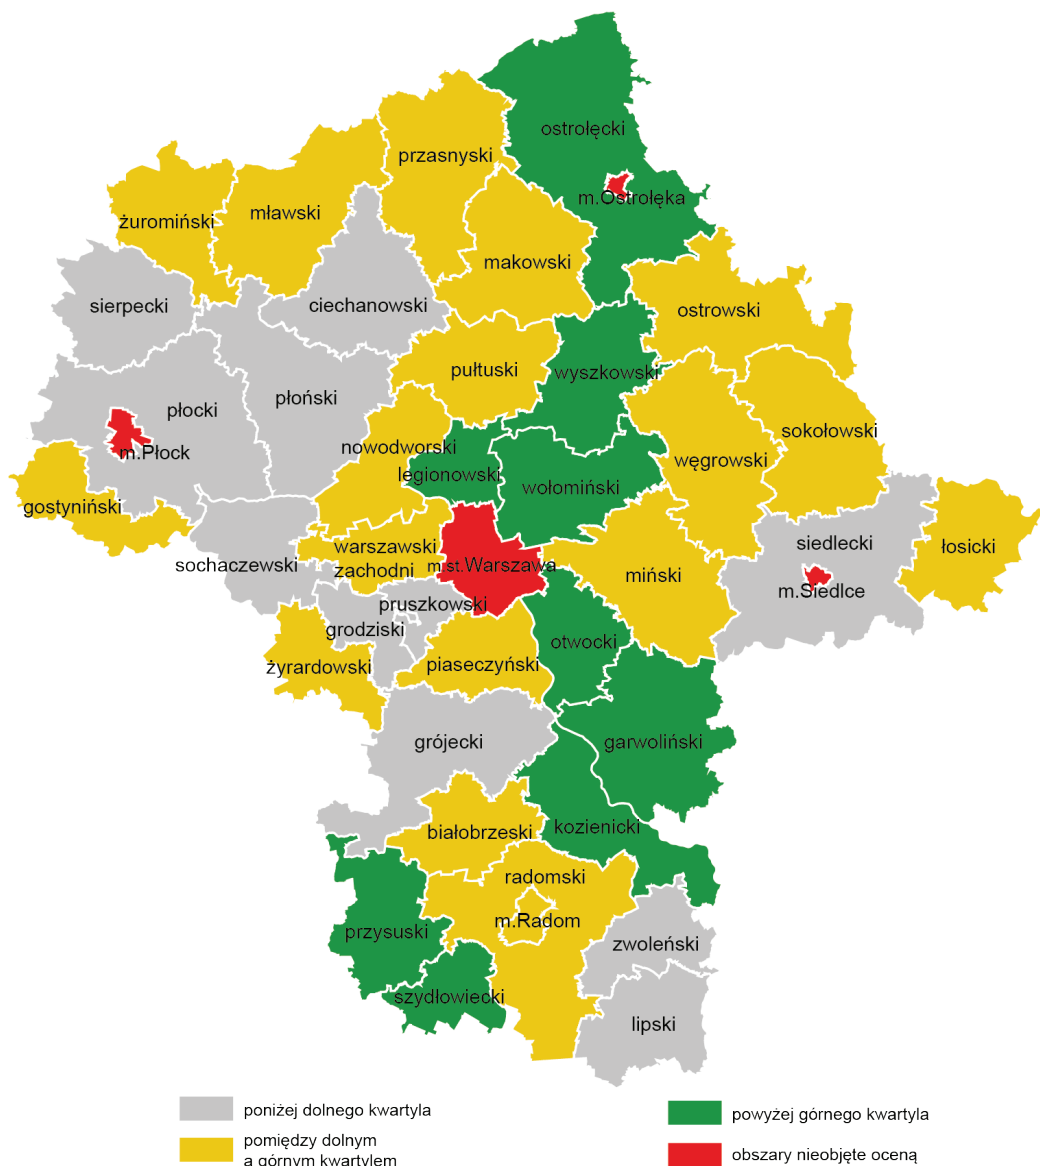 ostrołęcki
przasnyski
m.Ostrołęka
mławski
żuromiński
makowski
sierpecki
ciechanowski
ostrowski
pułtuski
wyszkowski
płocki
płoński
sokołowski
nowodworski
m.Płock
węgrowski
legionowski
wołomiński
gostyniński
siedlecki
łosicki
warszawski
zachodni
sochaczewski
m.st.Warszawa
miński
m.Siedlce
pruszkowski
grodziski
otwocki
żyrardowski
piaseczyński
grójecki
garwoliński
białobrzeski
kozienicki
radomski
m.Radom
przysuski
zwoleński
szydłowiecki
lipski
poniżej dolnego kwartyla
pomiędzy dolnym
a górnym kwartylem
powyżej górnego kwartyla
obszary nieobjęte oceną